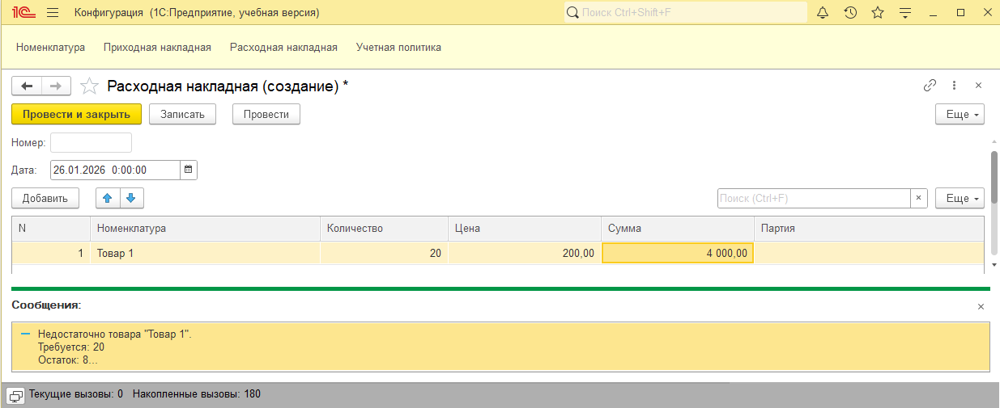 1С Конфигурация (1С:Предприятие, учебная версия) Поиск Ctrl+Shift+F
Номенклатура Приходная накладная Расходная накладная Учетная политика
Расходная накладная (создание) *
Провести и закрыть Записать Провести Еще
Номер:
Дата: 26.01.2026 0:00:00
Добавить Поиск (Ctrl+F) × Еще
N Номенклатура Количество Цена Сумма Партия
1 Товар 1 20 200,00 4 000,00
Сообщения:
Недостаточно товара "Товар 1".
Требуется: 20
Остаток: 8...
Текущие вызовы: 0 Накопленные вызовы: 180